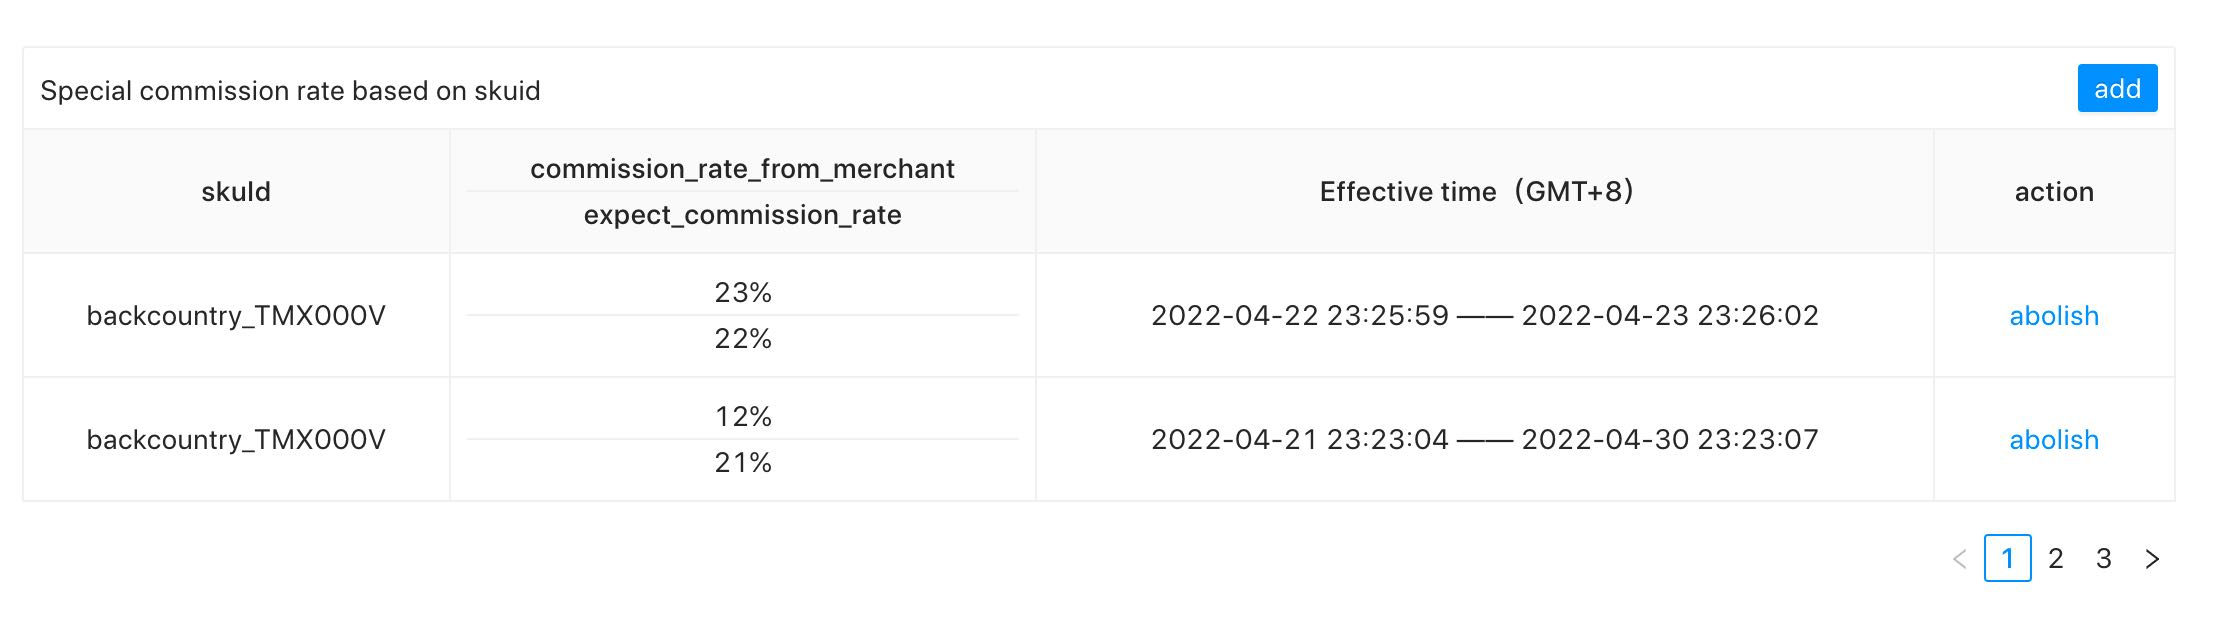 Special commission rate based on skuid
add
skuId
commission_rate_from_merchant
expect_commission_rate
Effective time（GMT+8）
action
backcountry_TMX000V
23%
22%
2022-04-22 23:25:59 —— 2022-04-23 23:26:02
abolish
backcountry_TMX000V
12%
21%
2022-04-21 23:23:04 —— 2022-04-30 23:23:07
abolish
< 1 2 3 >